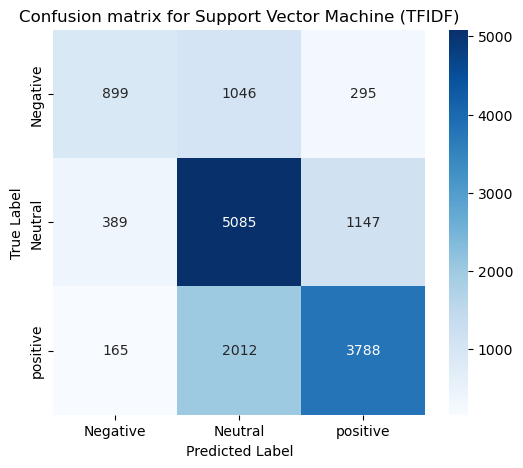 Confusion matrix for Support Vector Machine (TFIDF)
Negative 899 1046 295
Neutral 389 5085 1147
positive 165 2012 3788
True Label
Negative Neutral positive
Predicted Label
5000
4000
3000
2000
1000